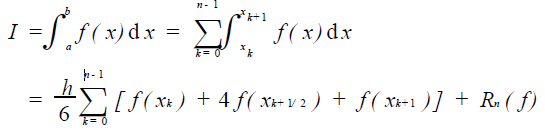 I = ∫_a^b f(x)dx = ∑_{k=0}^{n-1} ∫_{x_k}^{x_{k+1}} f(x)dx
= h/6 ∑_{k=0}^{n-1} [f(x_k) + 4f(x_{k+1/2}) + f(x_{k+1})] + R_n(f)